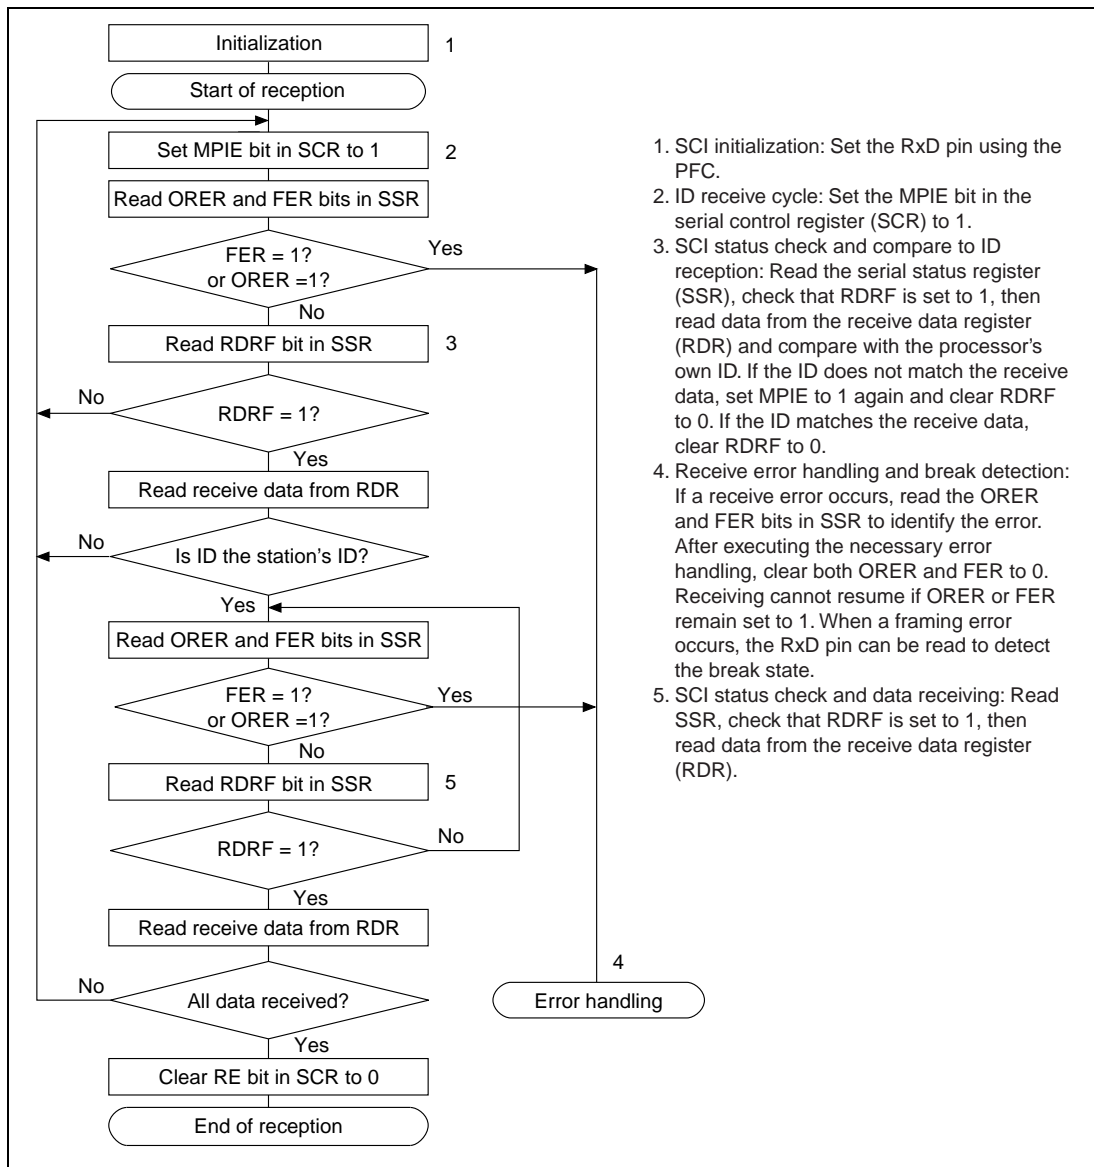 Initialization
1
Start of reception
Set MPIE bit in SCR to 1
2
Read ORER and FER bits in SSR
FER = 1?
or ORER =1?
Yes
No
Read RDRF bit in SSR
3
No
RDRF = 1?
Yes
Read receive data from RDR
No
Is ID the station's ID?
Yes
Read ORER and FER bits in SSR
FER = 1?
or ORER =1?
Yes
No
Read RDRF bit in SSR
5
No
RDRF = 1?
Yes
Read receive data from RDR
4
No
All data received?
Error handling
Yes
Clear RE bit in SCR to 0
End of reception
1. SCI initialization: Set the RxD pin using the
PFC.
2. ID receive cycle: Set the MPIE bit in the
serial control register (SCR) to 1.
3. SCI status check and compare to ID
reception: Read the serial status register
(SSR), check that RDRF is set to 1, then
read data from the receive data register
(RDR) and compare with the processor's
own ID. If the ID does not match the receive
data, set MPIE to 1 again and clear RDRF
to 0. If the ID matches the receive data,
clear RDRF to 0.
4. Receive error handling and break detection:
If a receive error occurs, read the ORER
and FER bits in SSR to identify the error.
After executing the necessary error
handling, clear both ORER and FER to 0.
Receiving cannot resume if ORER or FER
remain set to 1. When a framing error
occurs, the RxD pin can be read to detect
the break state.
5. SCI status check and data receiving: Read
SSR, check that RDRF is set to 1, then
read data from the receive data register
(RDR).